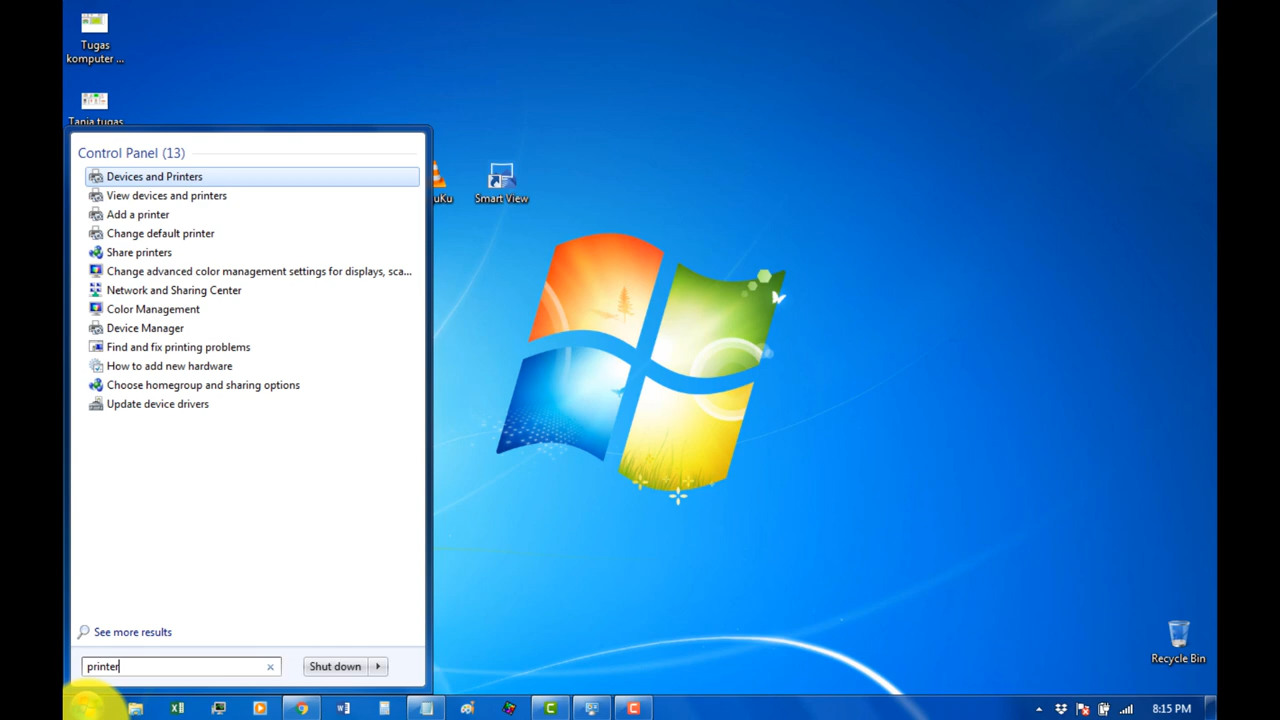 Tugas
komputer ...
Tania tugas
Control Panel (13)
Devices and Printers
View devices and printers
Add a printer
Change default printer
Share printers
Change advanced color management settings for displays, sca...
Network and Sharing Center
Color Management
Device Manager
Find and fix printing problems
How to add new hardware
Choose homegroup and sharing options
Update device drivers
uKu
Smart View
See more results
printer
Shut down
Recycle Bin
8:15 PM